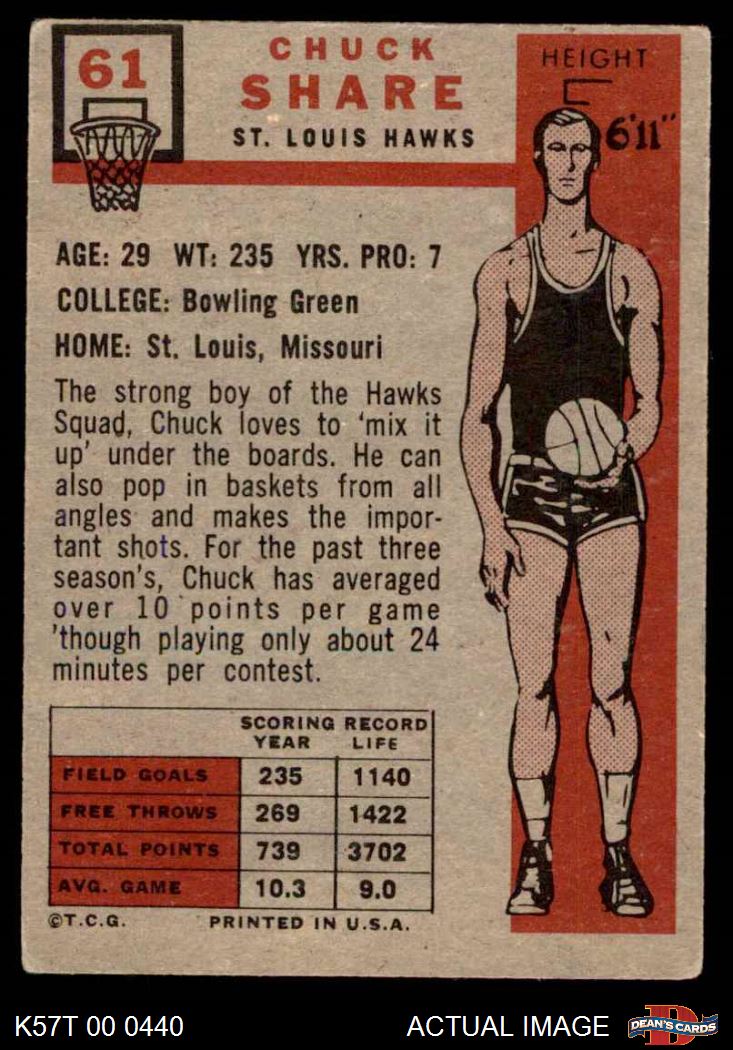 61
CHUCK
SHARE
ST. LOUIS HAWKS
HEIGHT
6'11"
AGE: 29 WT: 235 YRS. PRO: 7
COLLEGE: Bowling Green
HOME: St. Louis, Missouri
The strong boy of the Hawks
Squad, Chuck loves to 'mix it
up' under the boards. He can
also pop in baskets from all
angles and makes the impor-
tant shots. For the past three
season's, Chuck has averaged
over 10 points per game
'though playing only about 24
minutes per contest.
SCORING RECORD
YEAR LIFE
FIELD GOALS 235 1140
FREE THROWS 269 1422
TOTAL POINTS 739 3702
AVG. GAME 10.3 9.0
©T.C.G. PRINTED IN U.S.A.
K57T 00 0440
ACTUAL IMAGE
D
DEAN'S CARDS